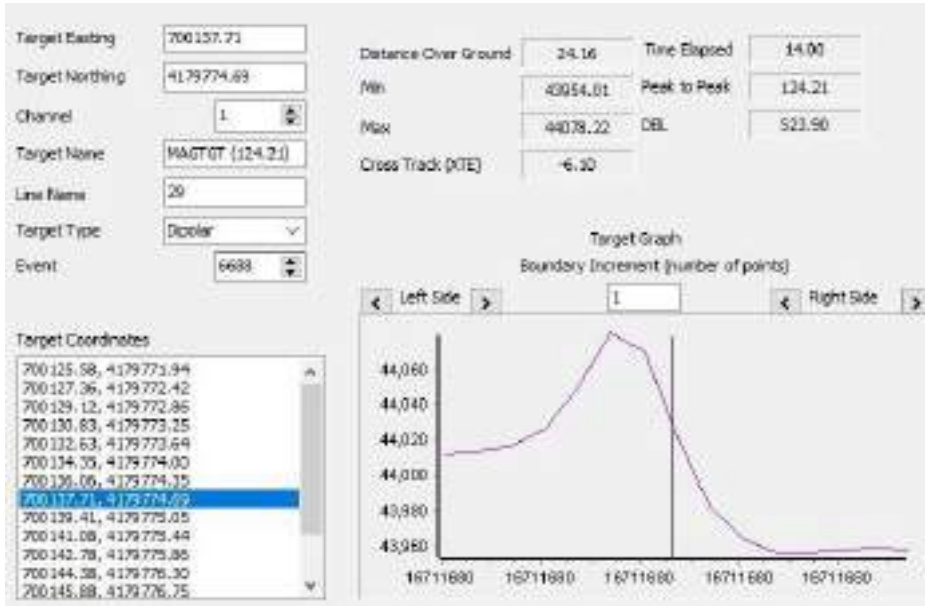 Target Easting 700137.71
Target Northing 4179774.69
Channel 1
Target Name MAGTGT (124.21)
Line Name 29
Target Type Dipolar
Event 6688
Distance Over Ground 24.16 Time Elapsed 14.00
Min 43954.01 Peak to Peak 124.21
Max 44078.22 DBL 523.90
Cross Track (XTE) -6.10
Target Graph
Boundary Increment (number of points)
< Left Side > 1 < Right Side >
Target Coordinates
700125.58, 4179771.94
700127.36, 4179772.42
700129.12, 4179772.86
700130.83, 4179773.25
700132.63, 4179773.64
700134.35, 4179774.00
700136.06, 4179774.35
700137.71, 4179774.69
700139.41, 4179775.05
700141.08, 4179775.44
700142.78, 4179775.86
700144.38, 4179776.30
700145.88, 4179776.75
44,060
44,040
44,020
44,000
43,980
43,960
16711680 16711680 16711680 16711680 16711680